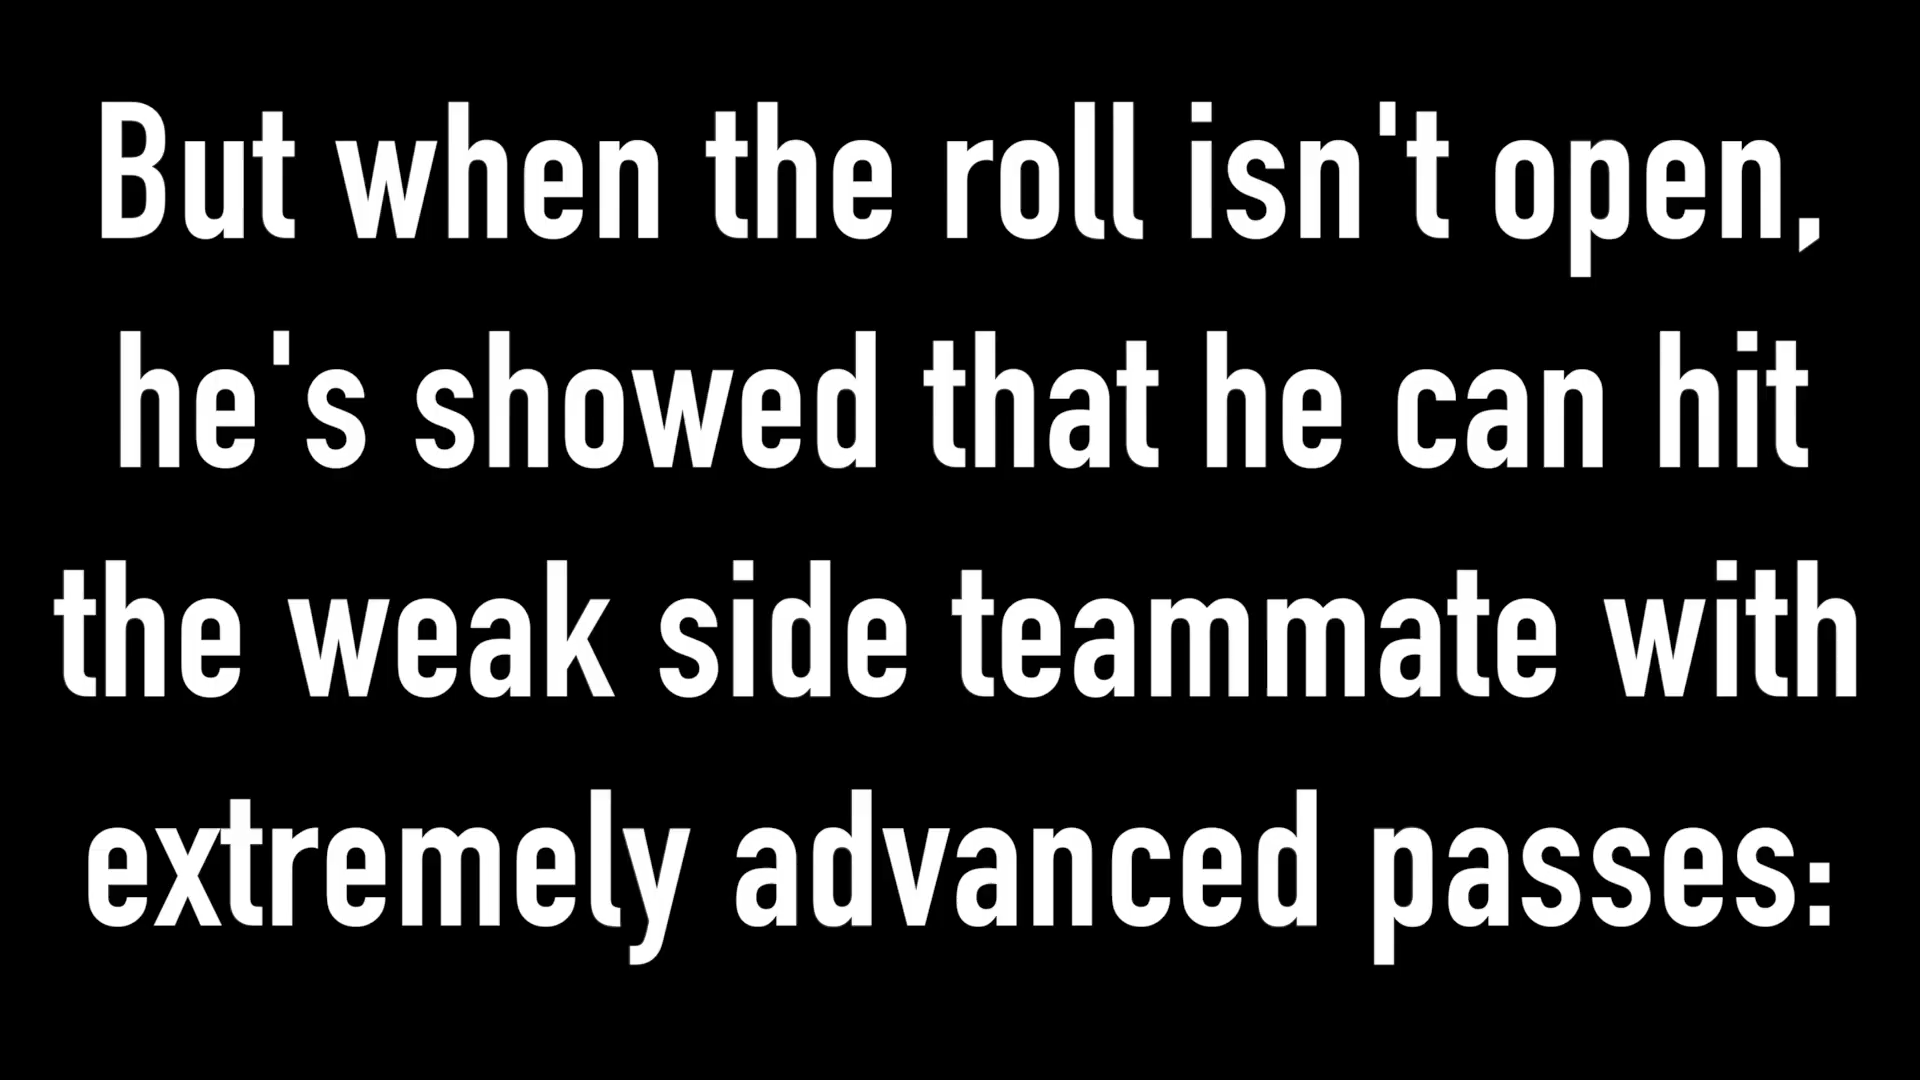 But when the roll isn't open,
he's showed that he can hit
the weak side teammate with
extremely advanced passes: